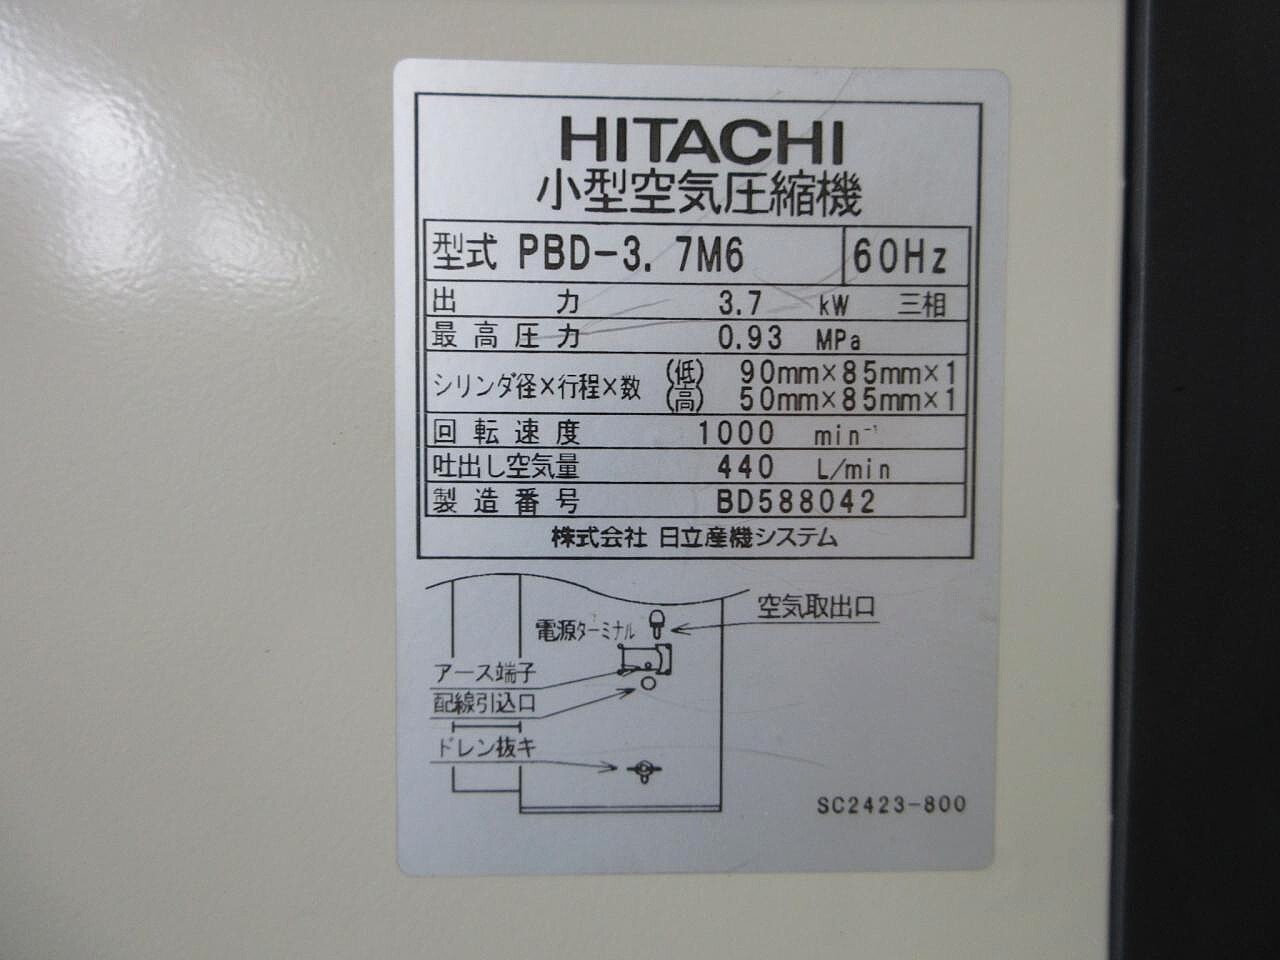 HITACHI
小型空気圧縮機
型式 PBD-3.7M6 60Hz
出力 3.7 kW 三相
最高圧力 0.93 MPa
シリンダ径×行程×数 (低) 90mm×85mm×1
(高) 50mm×85mm×1
回転速度 1000 min⁻¹
吐出し空気量 440 L/min
製造番号 BD588042
株式会社 日立産機システム
空気取出口
電源ターミナル
アース端子
配線引込口
ドレン抜キ
SC2423-800